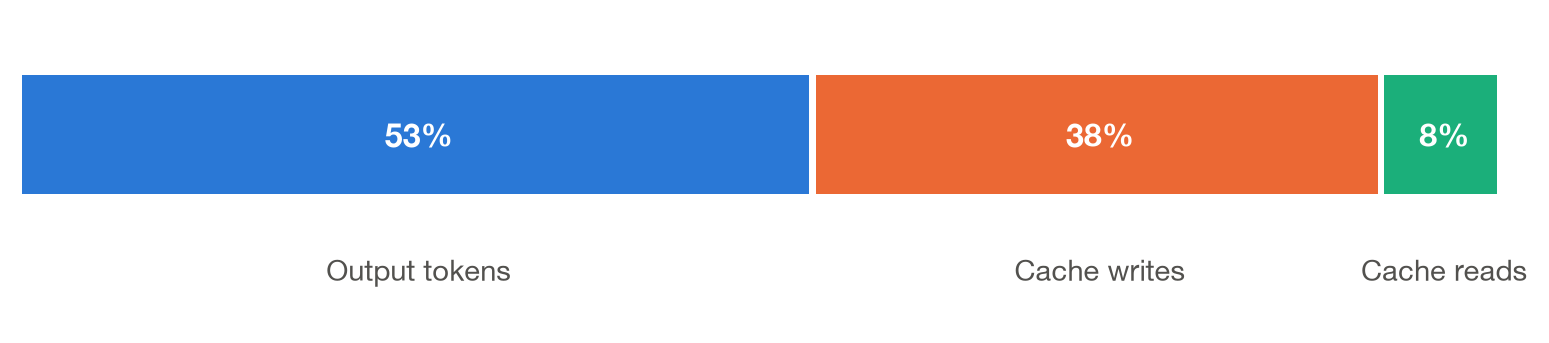 53%
38%
8%
Output tokens
Cache writes
Cache reads